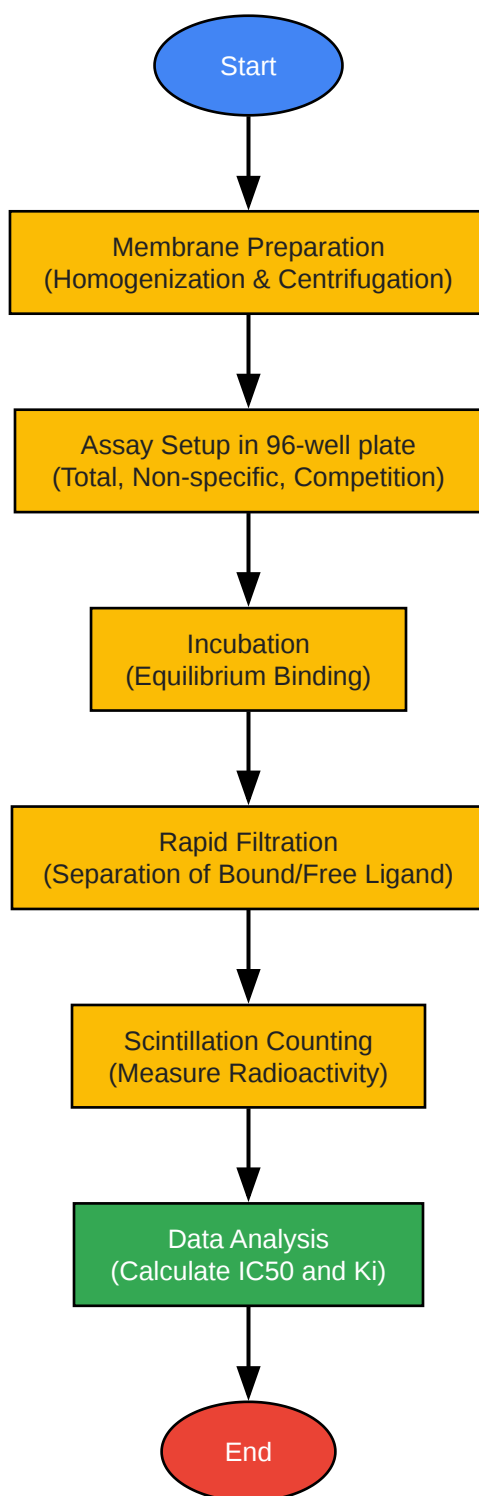 Start
Membrane Preparation
(Homogenization & Centrifugation)
Assay Setup in 96-well plate
(Total, Non-specific, Competition)
Incubation
(Equilibrium Binding)
Rapid Filtration
(Separation of Bound/Free Ligand)
Scintillation Counting
(Measure Radioactivity)
Data Analysis
(Calculate IC50 and Ki)
End